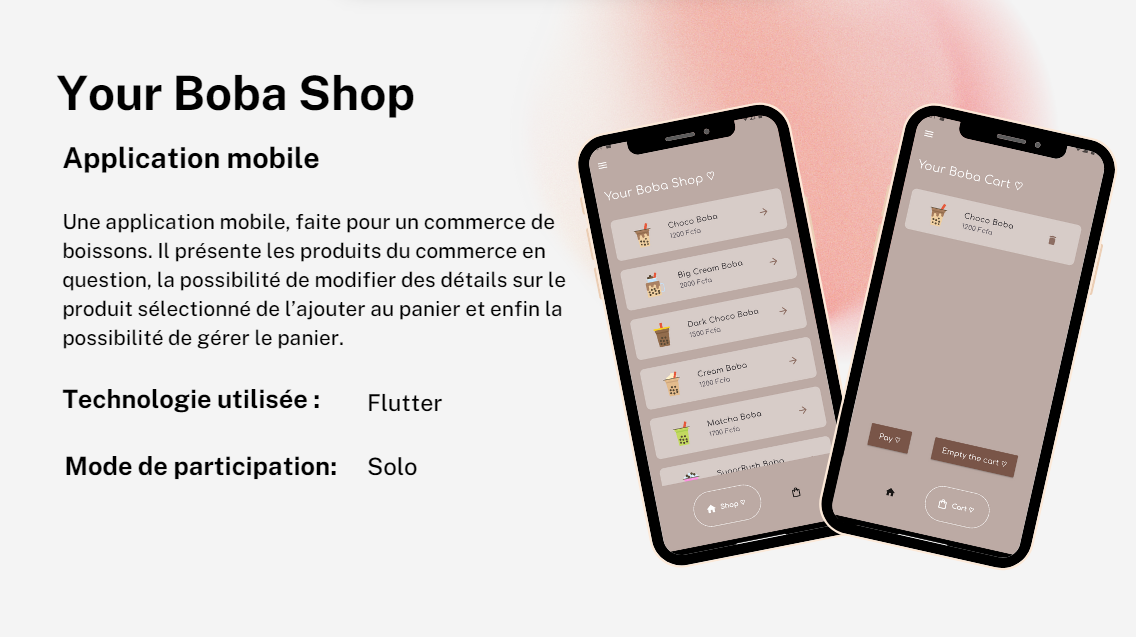 Your Boba Shop
Application mobile
Une application mobile, faite pour un commerce de
boissons. Il présente les produits du commerce en
question, la possibilité de modifier des détails sur le
produit sélectionné de l’ajouter au panier et enfin la
possibilité de gérer le panier.
Technologie utilisée : Flutter
Mode de participation: Solo
Your Boba Shop ♡
Choco Boba
1200 Fcfa
Big Cream Boba
2000 Fcfa
Dark Choco Boba
1500 Fcfa
Cream Boba
1200 Fcfa
Matcha Boba
1700 Fcfa
SugarRush Boba
Shop ♡
Your Boba Cart ♡
Choco Boba
1200 Fcfa
Pay ♡
Empty the cart ♡
Cart ♡